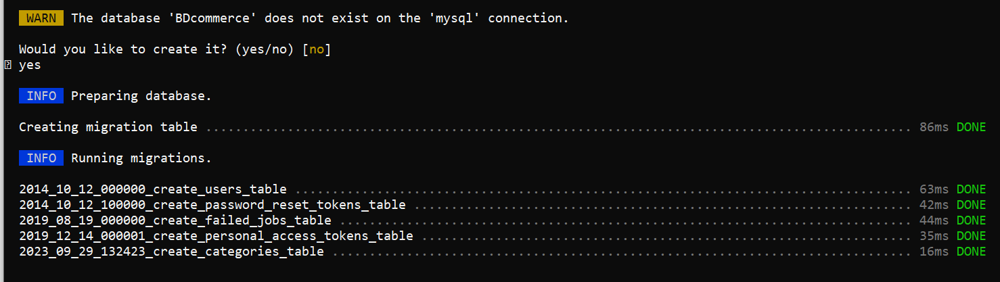 WARN The database 'BDcommerce' does not exist on the 'mysql' connection.
Would you like to create it? (yes/no) [no]
yes
INFO Preparing database.
Creating migration table ............................................................................................... 86ms DONE
INFO Running migrations.
2014_10_12_000000_create_users_table ................................................................................... 63ms DONE
2014_10_12_100000_create_password_reset_tokens_table ................................................................... 42ms DONE
2019_08_19_000000_create_failed_jobs_table ............................................................................. 44ms DONE
2019_12_14_000001_create_personal_access_tokens_table .................................................................. 35ms DONE
2023_09_29_132423_create_categories_table .............................................................................. 16ms DONE